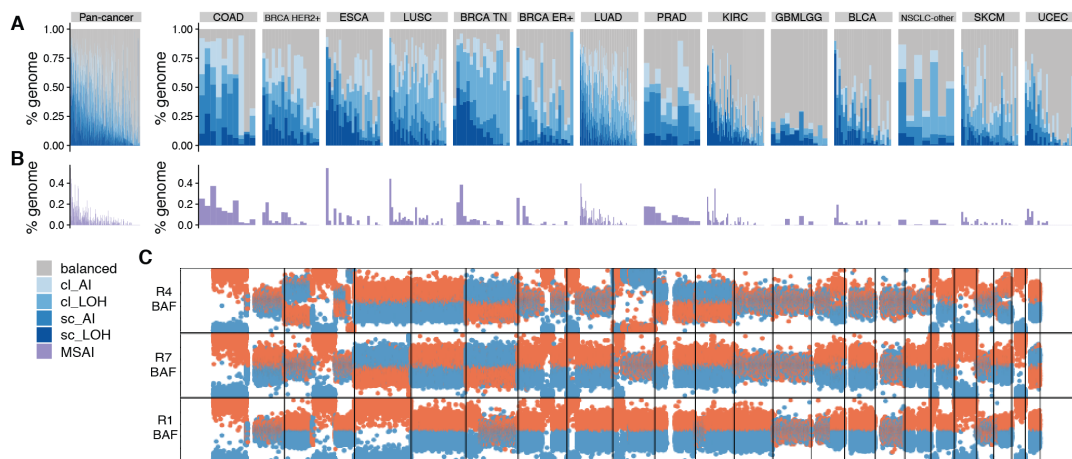 Pan-cancer COAD BRCA HER2+ ESCA LUSC BRCA TN BRCA ER+ LUAD PRAD KIRC GBMLGG BLCA NSCLC-other SKCM UCEC
A
% genome
1.00
0.75
0.50
0.25
0.00
% genome
1.00
0.75
0.50
0.25
0.00
B
% genome
0.4
0.2
0.0
% genome
0.4
0.2
0.0
C
balanced
cl_AI
cl_LOH
sc_AI
sc_LOH
MSAI
R4
BAF
R7
BAF
R1
BAF